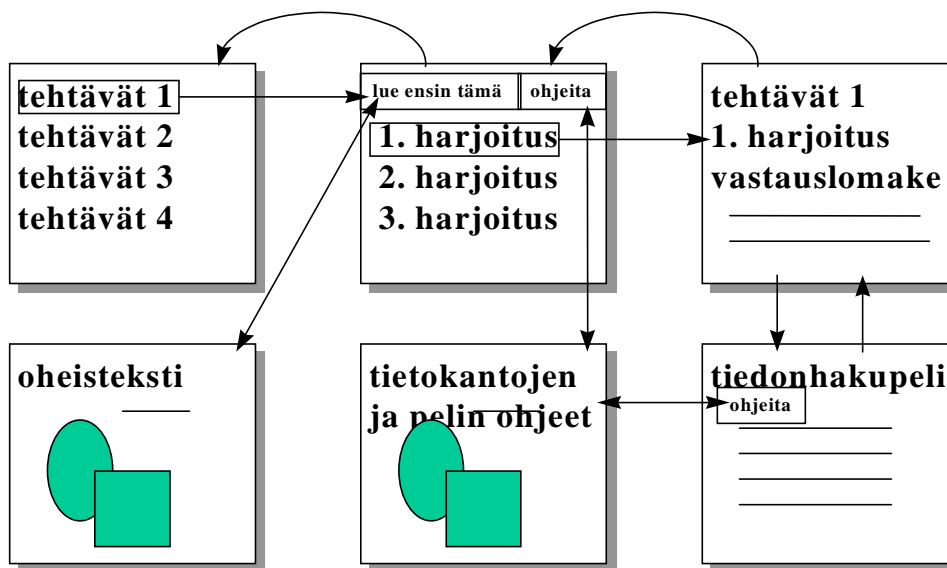 tehtävät 1
tehtävät 2
tehtävät 3
tehtävät 4
lue ensin tämä
ohjeita
1. harjoitus
2. harjoitus
3. harjoitus
tehtävät 1
1. harjoitus
vastauslomake
oheisteksti
tietokantojen
ja pelin ohjeet
tiedonhakupeli
ohjeita